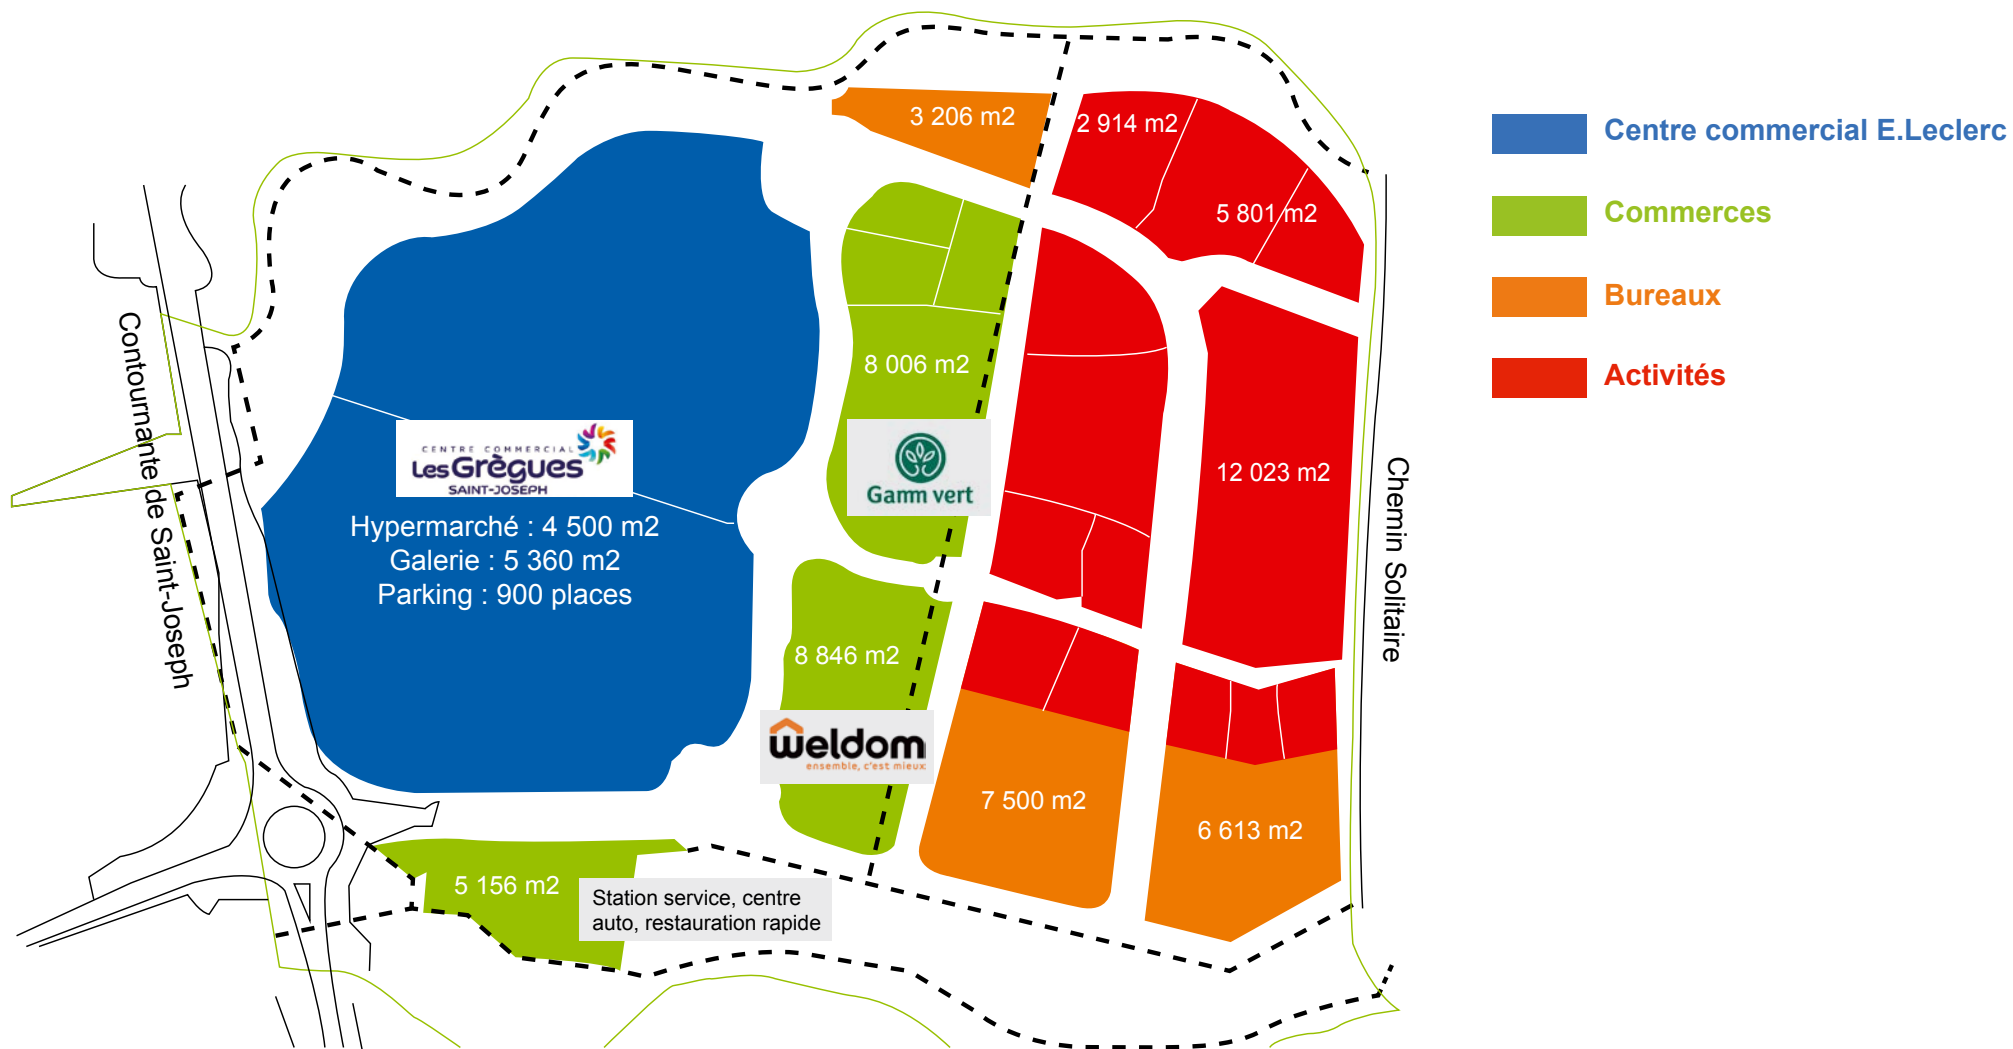 3 206 m2
2 914 m2
5 801 m2
8 006 m2
12 023 m2
Gamm vert
CENTRE COMMERCIAL
Les Grègues
SAINT-JOSEPH
Hypermarché : 4 500 m2
Galerie : 5 360 m2
Parking : 900 places
8 846 m2
weldom
ensemble, c'est mieux
7 500 m2
6 613 m2
5 156 m2
Station service, centre
auto, restauration rapide
Contournante de Saint-Joseph
Chemin Solitaire
Centre commercial E.Leclerc
Commerces
Bureaux
Activités